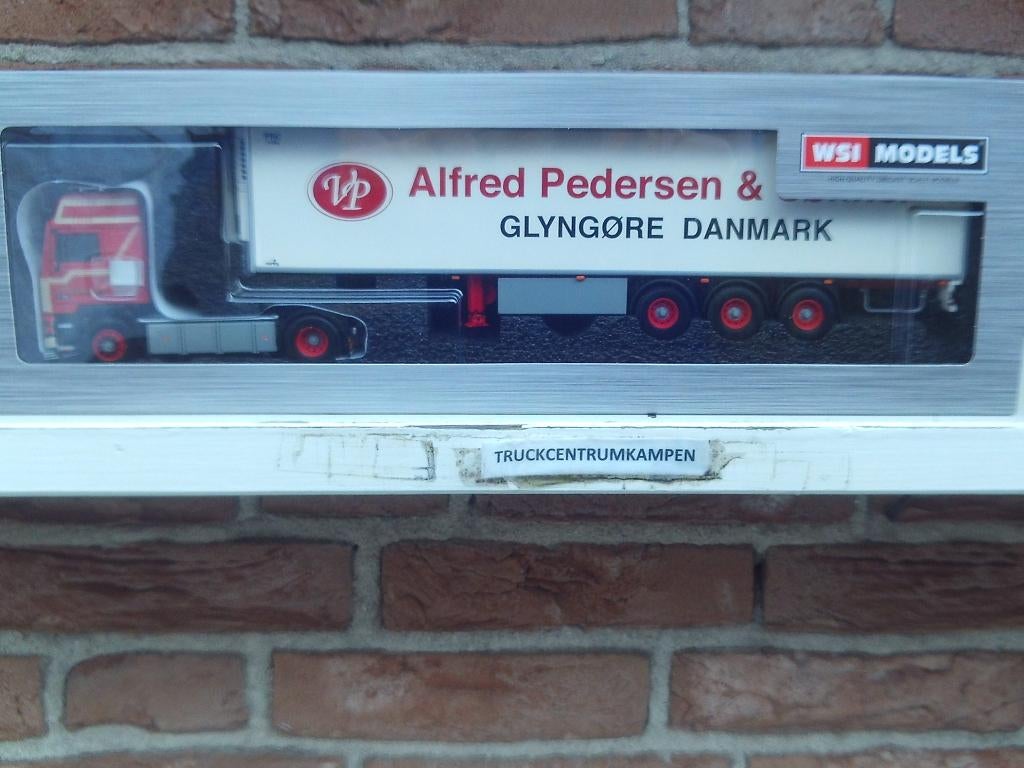 VP
Alfred Pedersen &
GLYNGØRE DANMARK
WSI MODELS
TRUCKCENTRUMKAMPEN